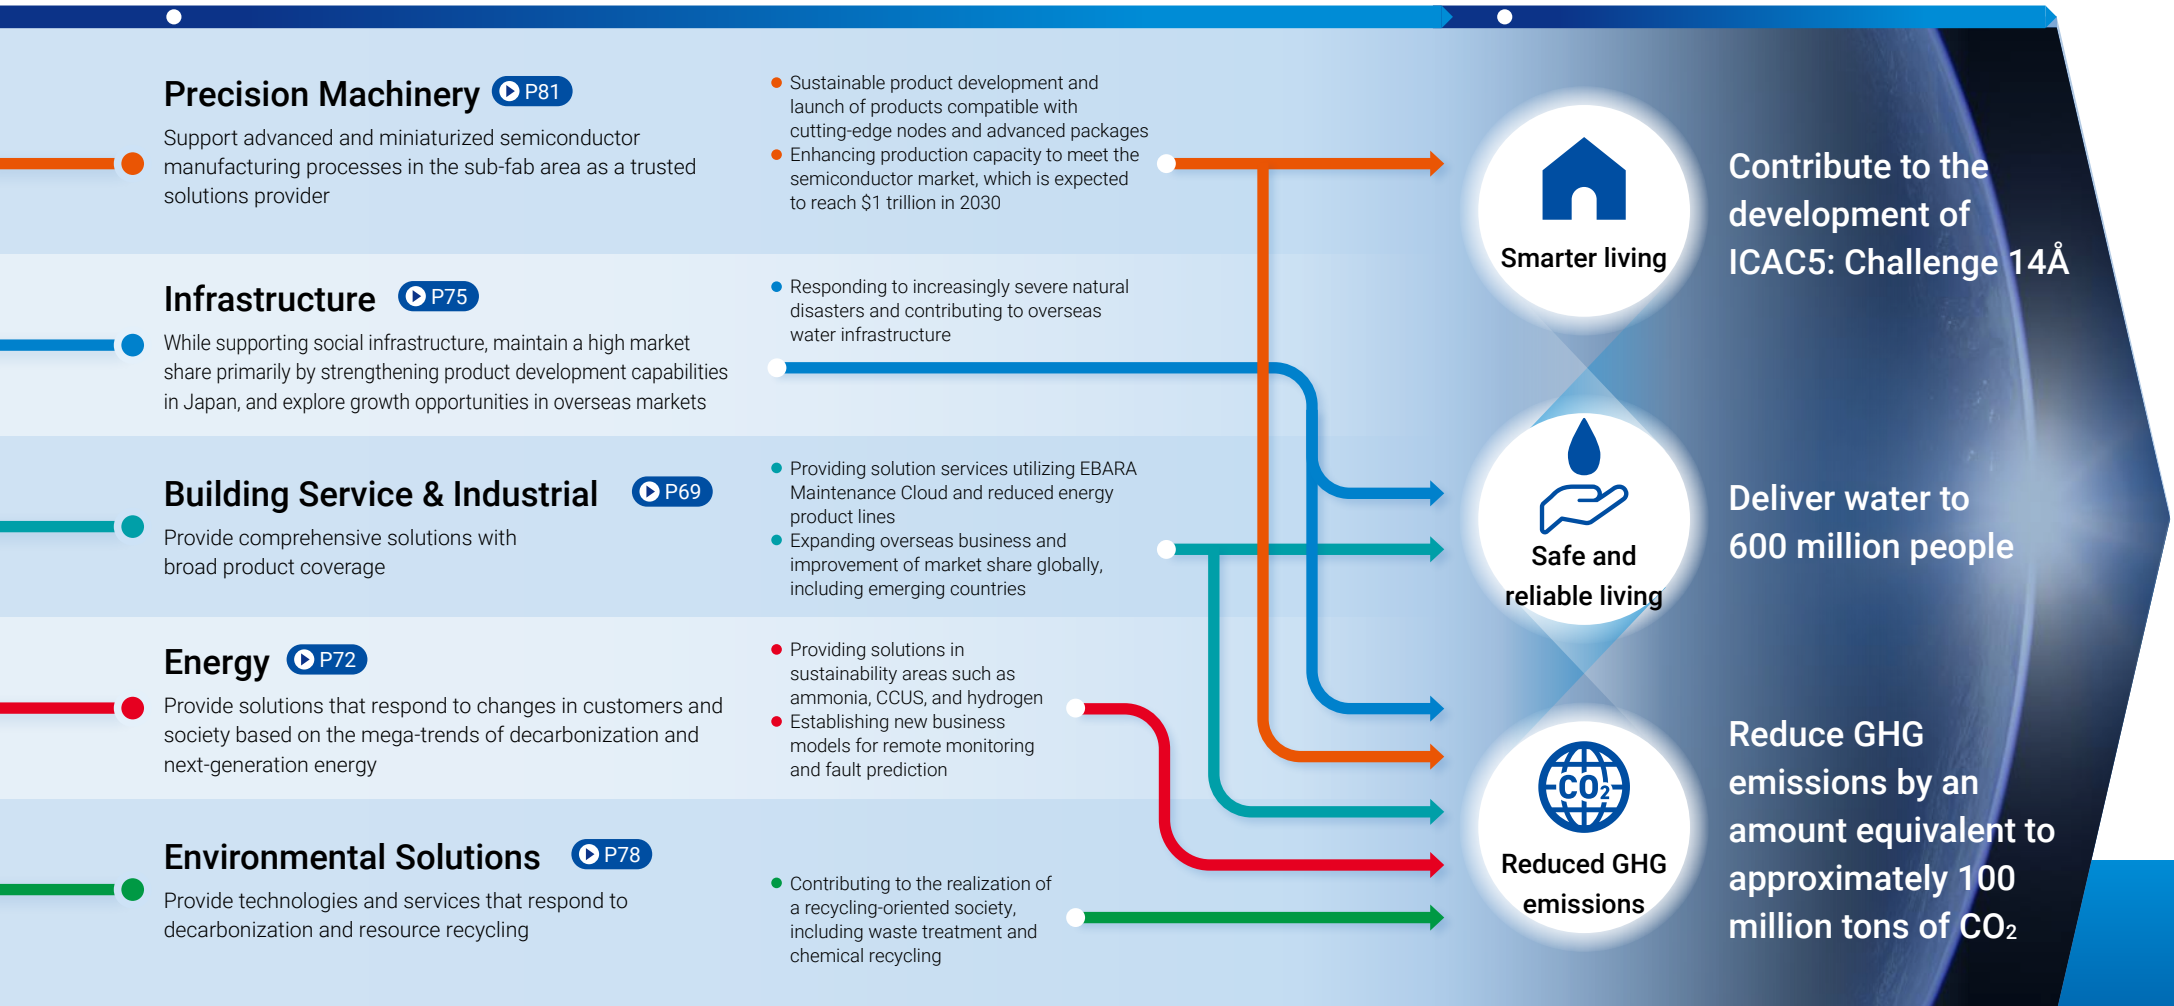 Precision Machinery P81
Support advanced and miniaturized semiconductor
manufacturing processes in the sub-fab area as a trusted
solutions provider
Sustainable product development and
launch of products compatible with
cutting-edge nodes and advanced packages
Enhancing production capacity to meet the
semiconductor market, which is expected
to reach $1 trillion in 2030
Infrastructure P75
While supporting social infrastructure, maintain a high market
share primarily by strengthening product development capabilities
in Japan, and explore growth opportunities in overseas markets
Responding to increasingly severe natural
disasters and contributing to overseas
water infrastructure
Building Service & Industrial P69
Provide comprehensive solutions with
broad product coverage
Providing solution services utilizing EBARA
Maintenance Cloud and reduced energy
product lines
Expanding overseas business and
improvement of market share globally,
including emerging countries
Energy P72
Provide solutions that respond to changes in customers and
society based on the mega-trends of decarbonization and
next-generation energy
Providing solutions in
sustainability areas such as
ammonia, CCUS, and hydrogen
Establishing new business
models for remote monitoring
and fault prediction
Environmental Solutions P78
Provide technologies and services that respond to
decarbonization and resource recycling
Contributing to the realization of
a recycling-oriented society,
including waste treatment and
chemical recycling
Smarter living
Contribute to the
development of
ICAC5: Challenge 14Å
Safe and
reliable living
Deliver water to
600 million people
CO₂
Reduced GHG
emissions
Reduce GHG
emissions by an
amount equivalent to
approximately 100
million tons of CO₂